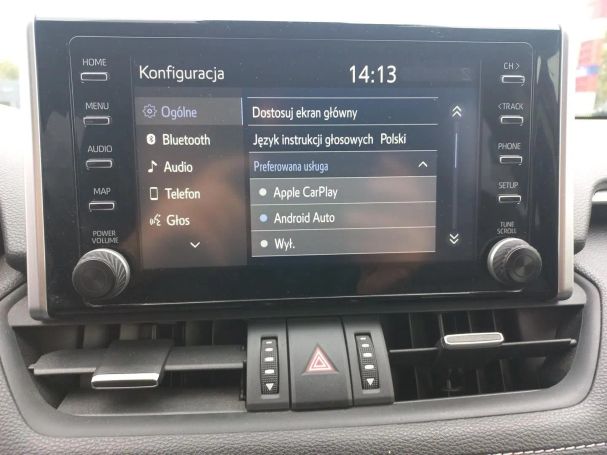 HOME
MENU
AUDIO
MAP
POWER
VOLUME
Konfiguracja
14:13
Ogólne
Bluetooth
Audio
Telefon
Głos
Dostosuj ekran główny
Język instrukcji głosowych Polski
Preferowana usługa
Apple CarPlay
Android Auto
Wył.
CH >
< TRACK
PHONE
SETUP
TUNE
SCROLL